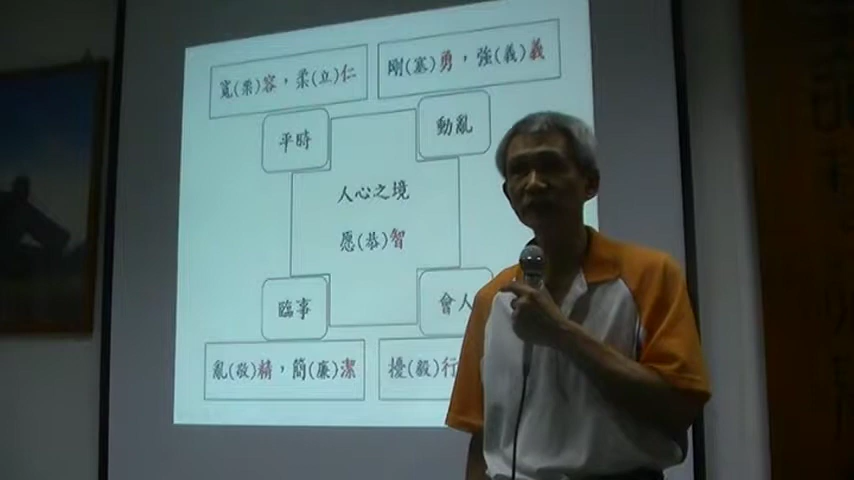 寬(栗)容，柔(立)仁
剛(塞)勇，強(義)義
平時
動亂
人心之境
愿(恭)智
臨事
會人
亂(敬)精，簡(廉)潔
擾(毅)行